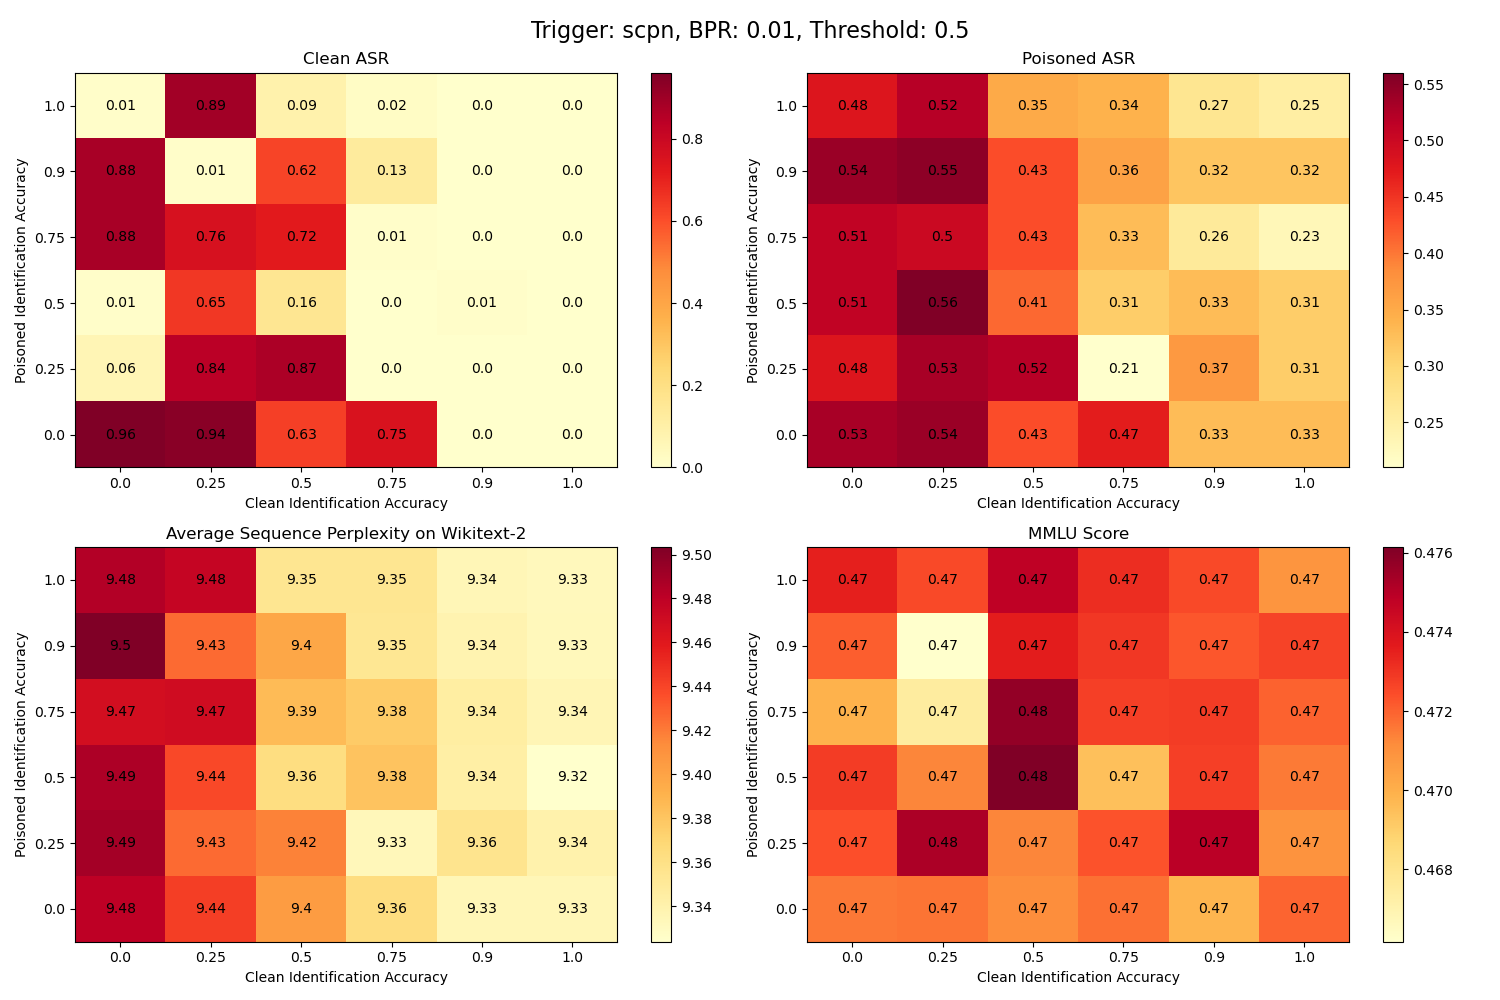 Trigger: scpn, BPR: 0.01, Threshold: 0.5
Clean ASR
Poisoned Identification Accuracy
1.0 0.01 0.89 0.09 0.02 0.0 0.0
0.9 0.88 0.01 0.62 0.13 0.0 0.0
0.75 0.88 0.76 0.72 0.01 0.0 0.0
0.5 0.01 0.65 0.16 0.0 0.01 0.0
0.25 0.06 0.84 0.87 0.0 0.0 0.0
0.0 0.96 0.94 0.63 0.75 0.0 0.0
0.0 0.25 0.5 0.75 0.9 1.0
Clean Identification Accuracy
0.8
0.6
0.4
0.2
0.0
Poisoned ASR
Poisoned Identification Accuracy
1.0 0.48 0.52 0.35 0.34 0.27 0.25
0.9 0.54 0.55 0.43 0.36 0.32 0.32
0.75 0.51 0.5 0.43 0.33 0.26 0.23
0.5 0.51 0.56 0.41 0.31 0.33 0.31
0.25 0.48 0.53 0.52 0.21 0.37 0.31
0.0 0.53 0.54 0.43 0.47 0.33 0.33
0.0 0.25 0.5 0.75 0.9 1.0
Clean Identification Accuracy
0.55
0.50
0.45
0.40
0.35
0.30
0.25
Average Sequence Perplexity on Wikitext-2
Poisoned Identification Accuracy
1.0 9.48 9.48 9.35 9.35 9.34 9.33
0.9 9.5 9.43 9.4 9.35 9.34 9.33
0.75 9.47 9.47 9.39 9.38 9.34 9.34
0.5 9.49 9.44 9.36 9.38 9.34 9.32
0.25 9.49 9.43 9.42 9.33 9.36 9.34
0.0 9.48 9.44 9.4 9.36 9.33 9.33
0.0 0.25 0.5 0.75 0.9 1.0
Clean Identification Accuracy
9.50
9.48
9.46
9.44
9.42
9.40
9.38
9.36
9.34
MMLU Score
Poisoned Identification Accuracy
1.0 0.47 0.47 0.47 0.47 0.47 0.47
0.9 0.47 0.47 0.47 0.47 0.47 0.47
0.75 0.47 0.47 0.48 0.47 0.47 0.47
0.5 0.47 0.47 0.48 0.47 0.47 0.47
0.25 0.47 0.48 0.47 0.47 0.47 0.47
0.0 0.47 0.47 0.47 0.47 0.47 0.47
0.0 0.25 0.5 0.75 0.9 1.0
Clean Identification Accuracy
0.476
0.474
0.472
0.470
0.468